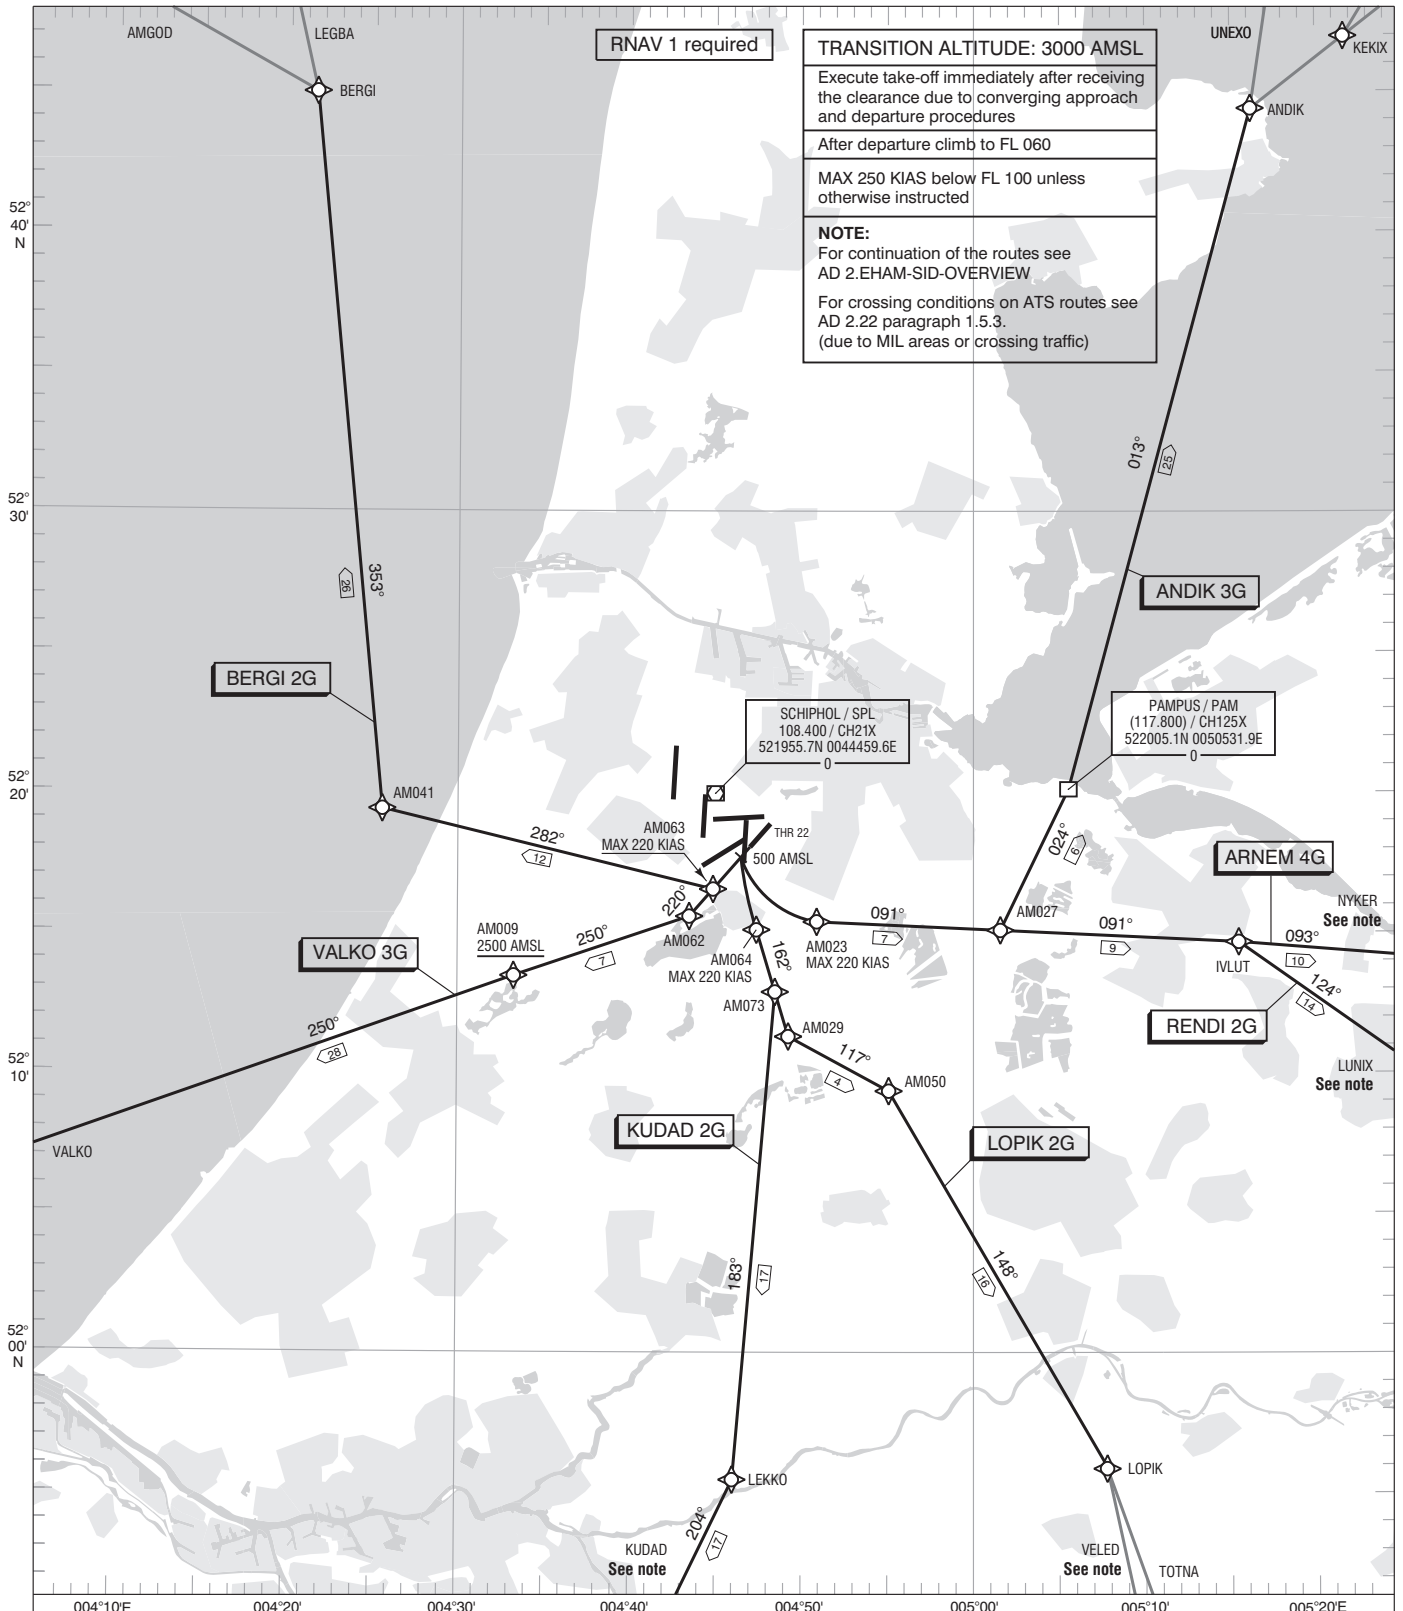 AMGOD
LEGBA
BERGI
RNAV 1 required
TRANSITION ALTITUDE: 3000 AMSL
Execute take-off immediately after receiving
the clearance due to converging approach
and departure procedures
After departure climb to FL 060
MAX 250 KIAS below FL 100 unless
otherwise instructed
NOTE:
For continuation of the routes see
AD 2.EHAM-SID-OVERVIEW
For crossing conditions on ATS routes see
AD 2.22 paragraph 1.5.3.
(due to MIL areas or crossing traffic)
UNEXO
KEKIX
ANDIK
52°
40'
N
013°
25
52°
30'
353°
26
ANDIK 3G
BERGI 2G
SCHIPHOL / SPL
108.400 / CH21X
521955.7N 0044459.6E
0
PAMPUS / PAM
(117.800) / CH125X
522005.1N 0050531.9E
0
52°
20'
AM041
282°
12
AM063
MAX 220 KIAS
THR 22
500 AMSL
024°
6
ARNEM 4G
220°
AM062
AM009
2500 AMSL
250°
7
VALKO 3G
AM064
MAX 220 KIAS
162°
AM023
MAX 220 KIAS
091°
7
AM027
091°
9
IVLUT
093°
10
NYKER
See note
124°
14
RENDI 2G
LUNIX
See note
AM073
AM029
250°
28
52°
10'
117°
4
AM050
VALKO
KUDAD 2G
LOPIK 2G
183°
17
148°
16
52°
00'
N
LEKKO
LOPIK
204°
17
KUDAD
See note
VELED
See note
TOTNA
004°10'E
004°20'
004°30'
004°40'
004°50'
005°00'
005°10'
005°20'E